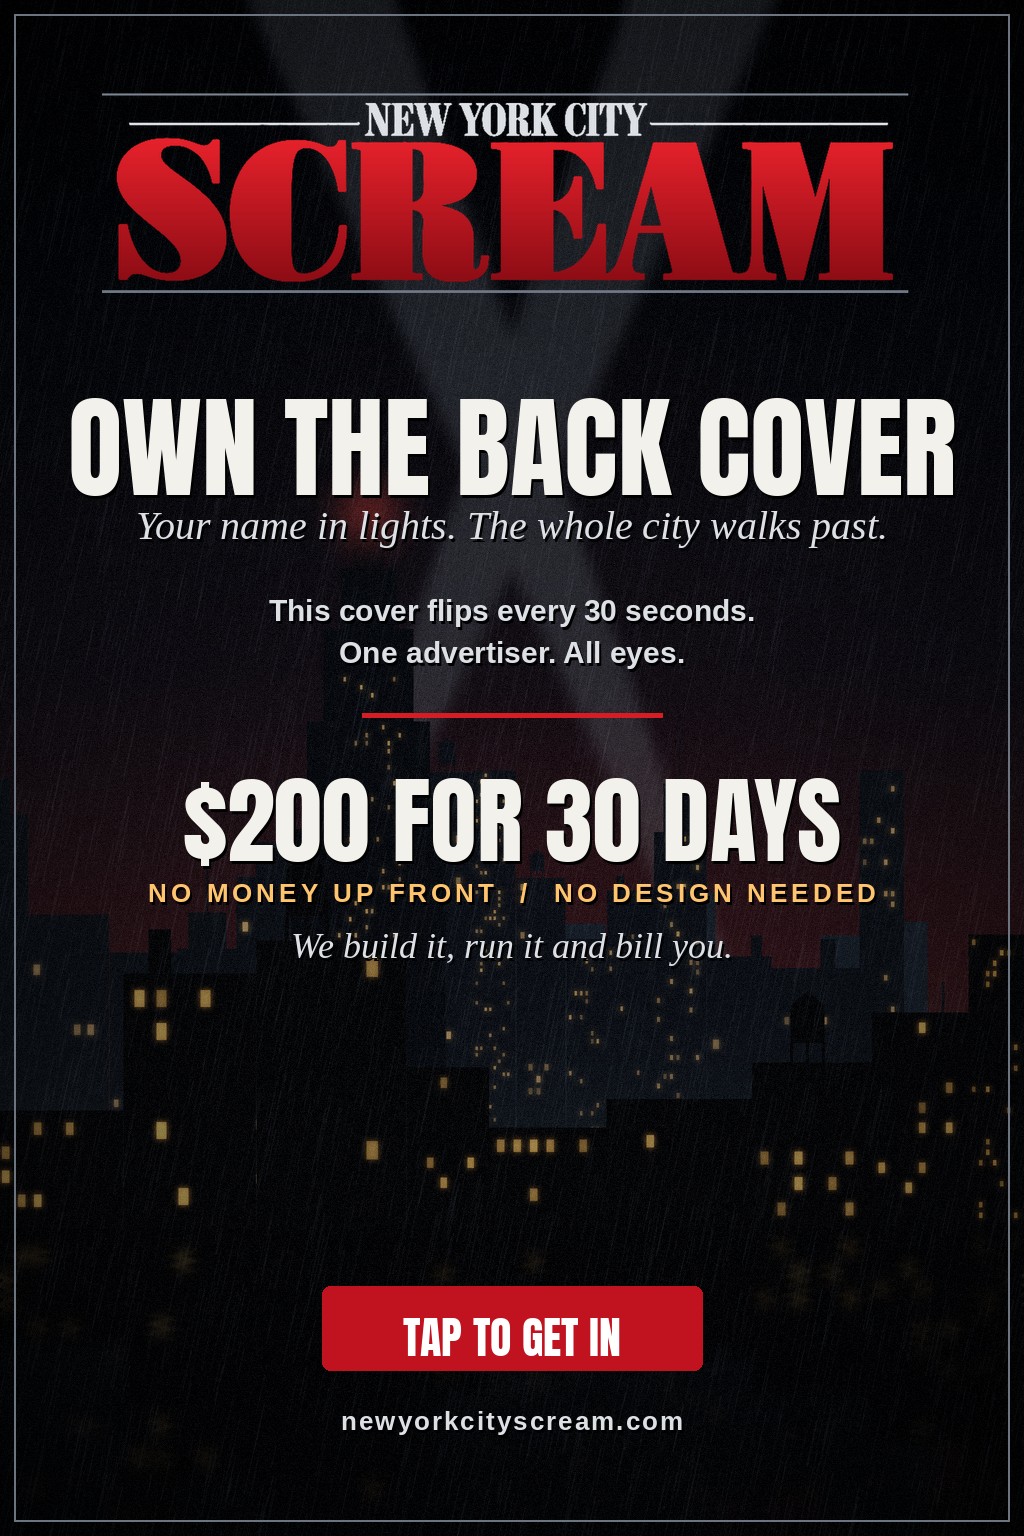 NEW YORK CITY
SCREAM
OWN THE BACK COVER
Your name in lights. The whole city walks past.
This cover flips every 30 seconds.
One advertiser. All eyes.
$200 FOR 30 DAYS
NO MONEY UP FRONT / NO DESIGN NEEDED
We build it, run it and bill you.
TAP TO GET IN
newyorkcityscream.com